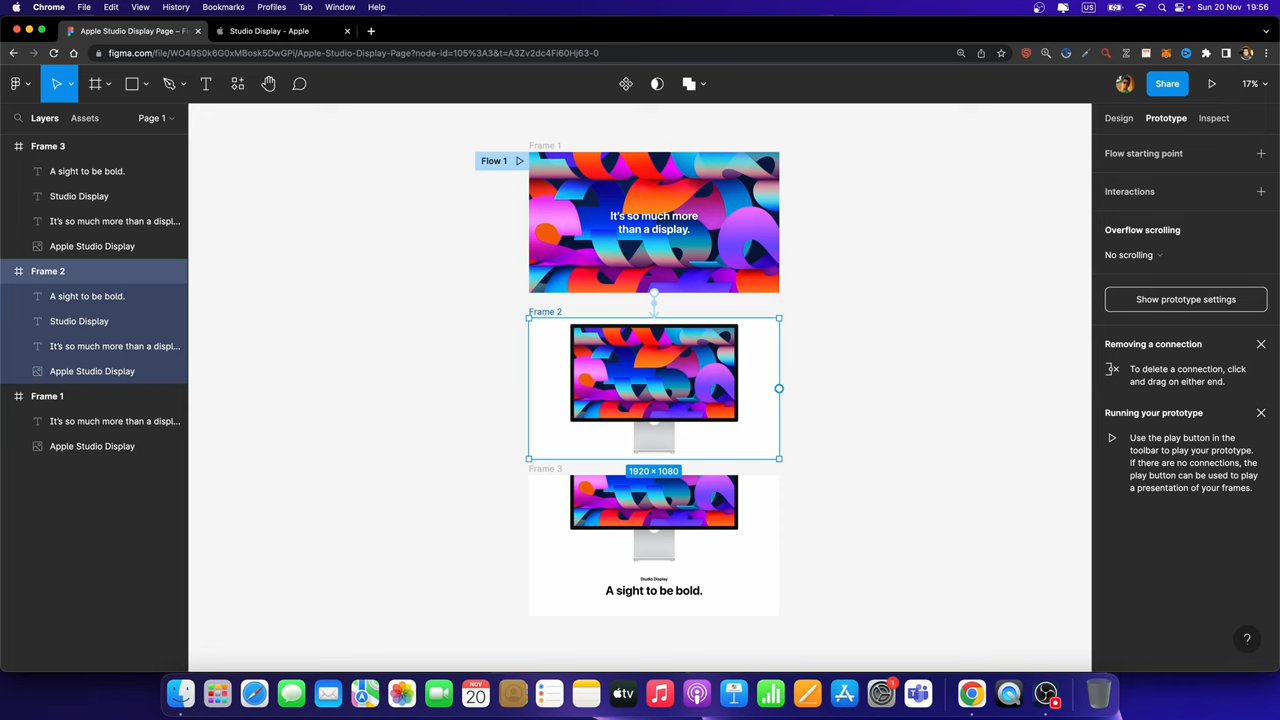 Chrome File Edit View History Bookmarks Profiles Tab Window Help
US
Sun 20 Nov 19:56
Apple Studio Display Page – F
Studio Display - Apple
figma.com/file/WO49S0k6G0xMBosk5DwGPl/Apple-Studio-Display-Page?node-id=105%3A3&t=A3Zv2dc4Fi60Hj63-0
Share
17%
Layers
Assets
Page 1
Frame 3
A sight to be bold.
Studio Display
It's so much more than a displ...
Apple Studio Display
Frame 2
A sight to be bold.
Studio Display
It's so much more than a displ...
Apple Studio Display
Frame 1
It's so much more than a displ...
Apple Studio Display
Frame 1
Flow 1
It's so much more
than a display.
Frame 2
Frame 3
1920 × 1080
Studio Display
A sight to be bold.
Design
Prototype
Inspect
Flow starting point
Interactions
Overflow scrolling
No scrolling
Show prototype settings
Removing a connection
To delete a connection, click
and drag on either end.
Running your prototype
Use the play button in the
toolbar to play your prototype.
If there are no connections, the
play button can be used to play
a presentation of your frames.
?
NOV
20
tv
1